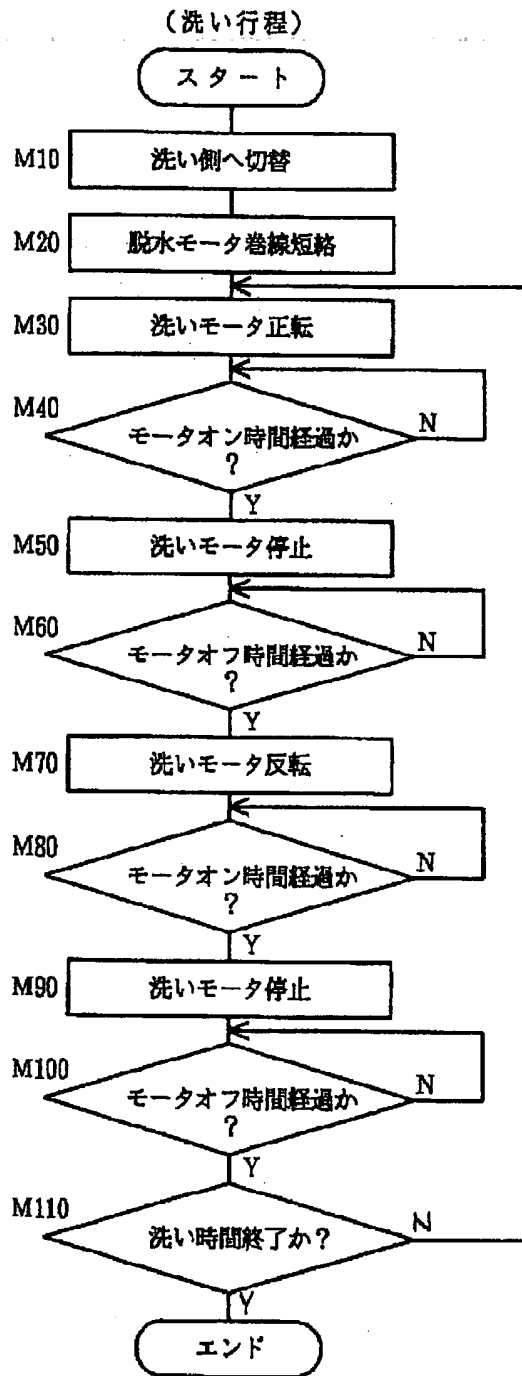 (洗い行程)
スタート
M10
洗い側へ切替
M20
脱水モータ巻線短絡
M30
洗いモータ正転
M40
モータオン時間経過か
?
N
Y
M50
洗いモータ停止
M60
モータオフ時間経過か
?
N
Y
M70
洗いモータ反転
M80
モータオン時間経過か
?
N
Y
M90
洗いモータ停止
M100
モータオフ時間経過か
?
N
Y
M110
洗い時間終了か?
N
Y
エンド